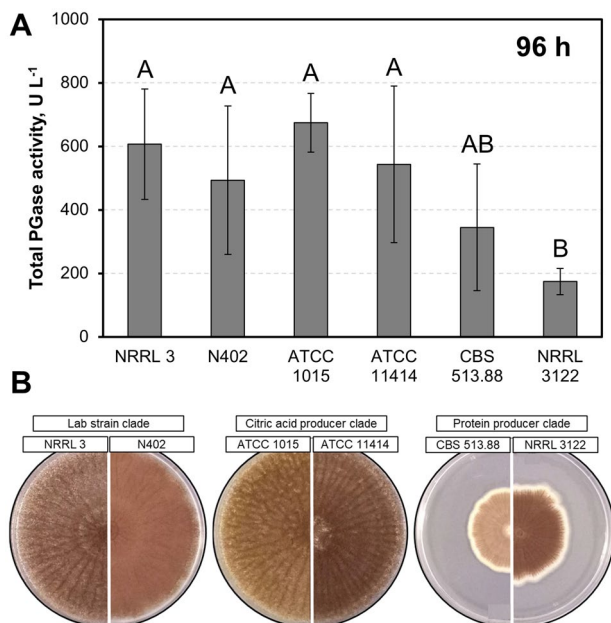 A
96 h
1000
800
600
400
200
0
Total PGase activity, U L-1
A
A
A
A
AB
B
NRRL 3
N402
ATCC
1015
ATCC
11414
CBS
513.88
NRRL
3122
B
Lab strain clade
NRRL 3
N402
Citric acid producer clade
ATCC 1015
ATCC 11414
Protein producer clade
CBS 513.88
NRRL 3122